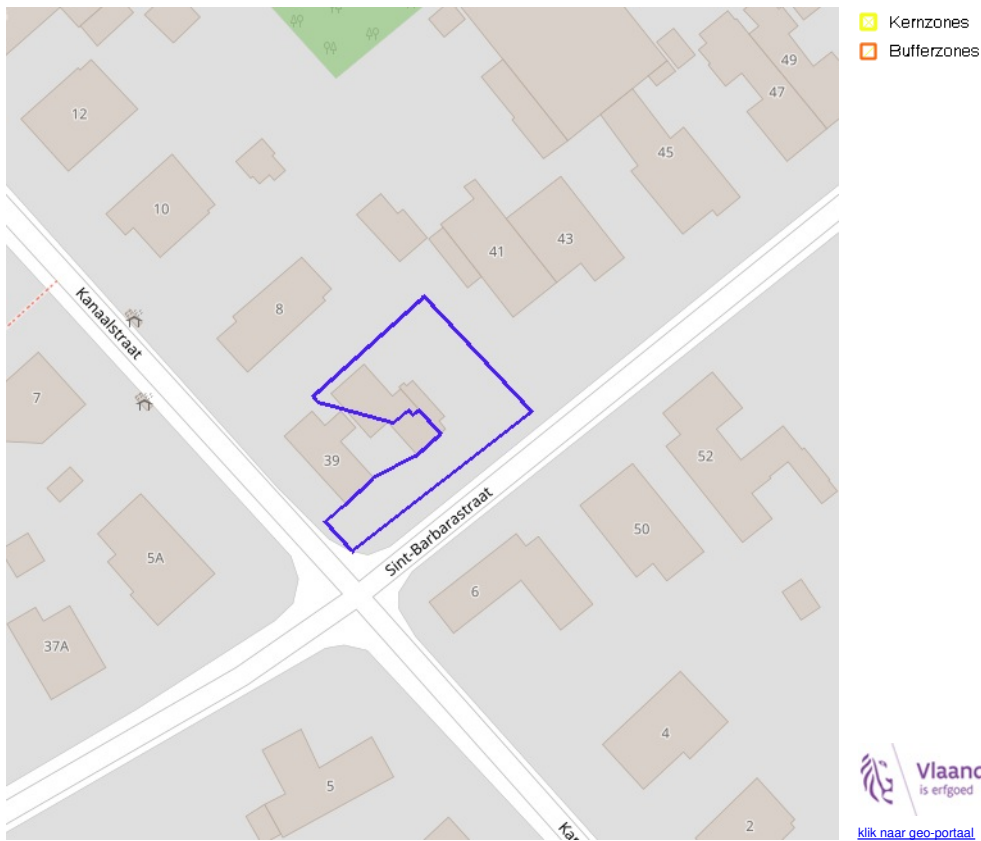 Kernzones
Bufferzones
49
47
12
45
10
43
41
8
Kanaalstraat
7
39
52
Sint-Barbarastraat
50
5A
6
37A
4
5
2
Ka
Vlaand
is erfgoed
klik naar geo-portaal